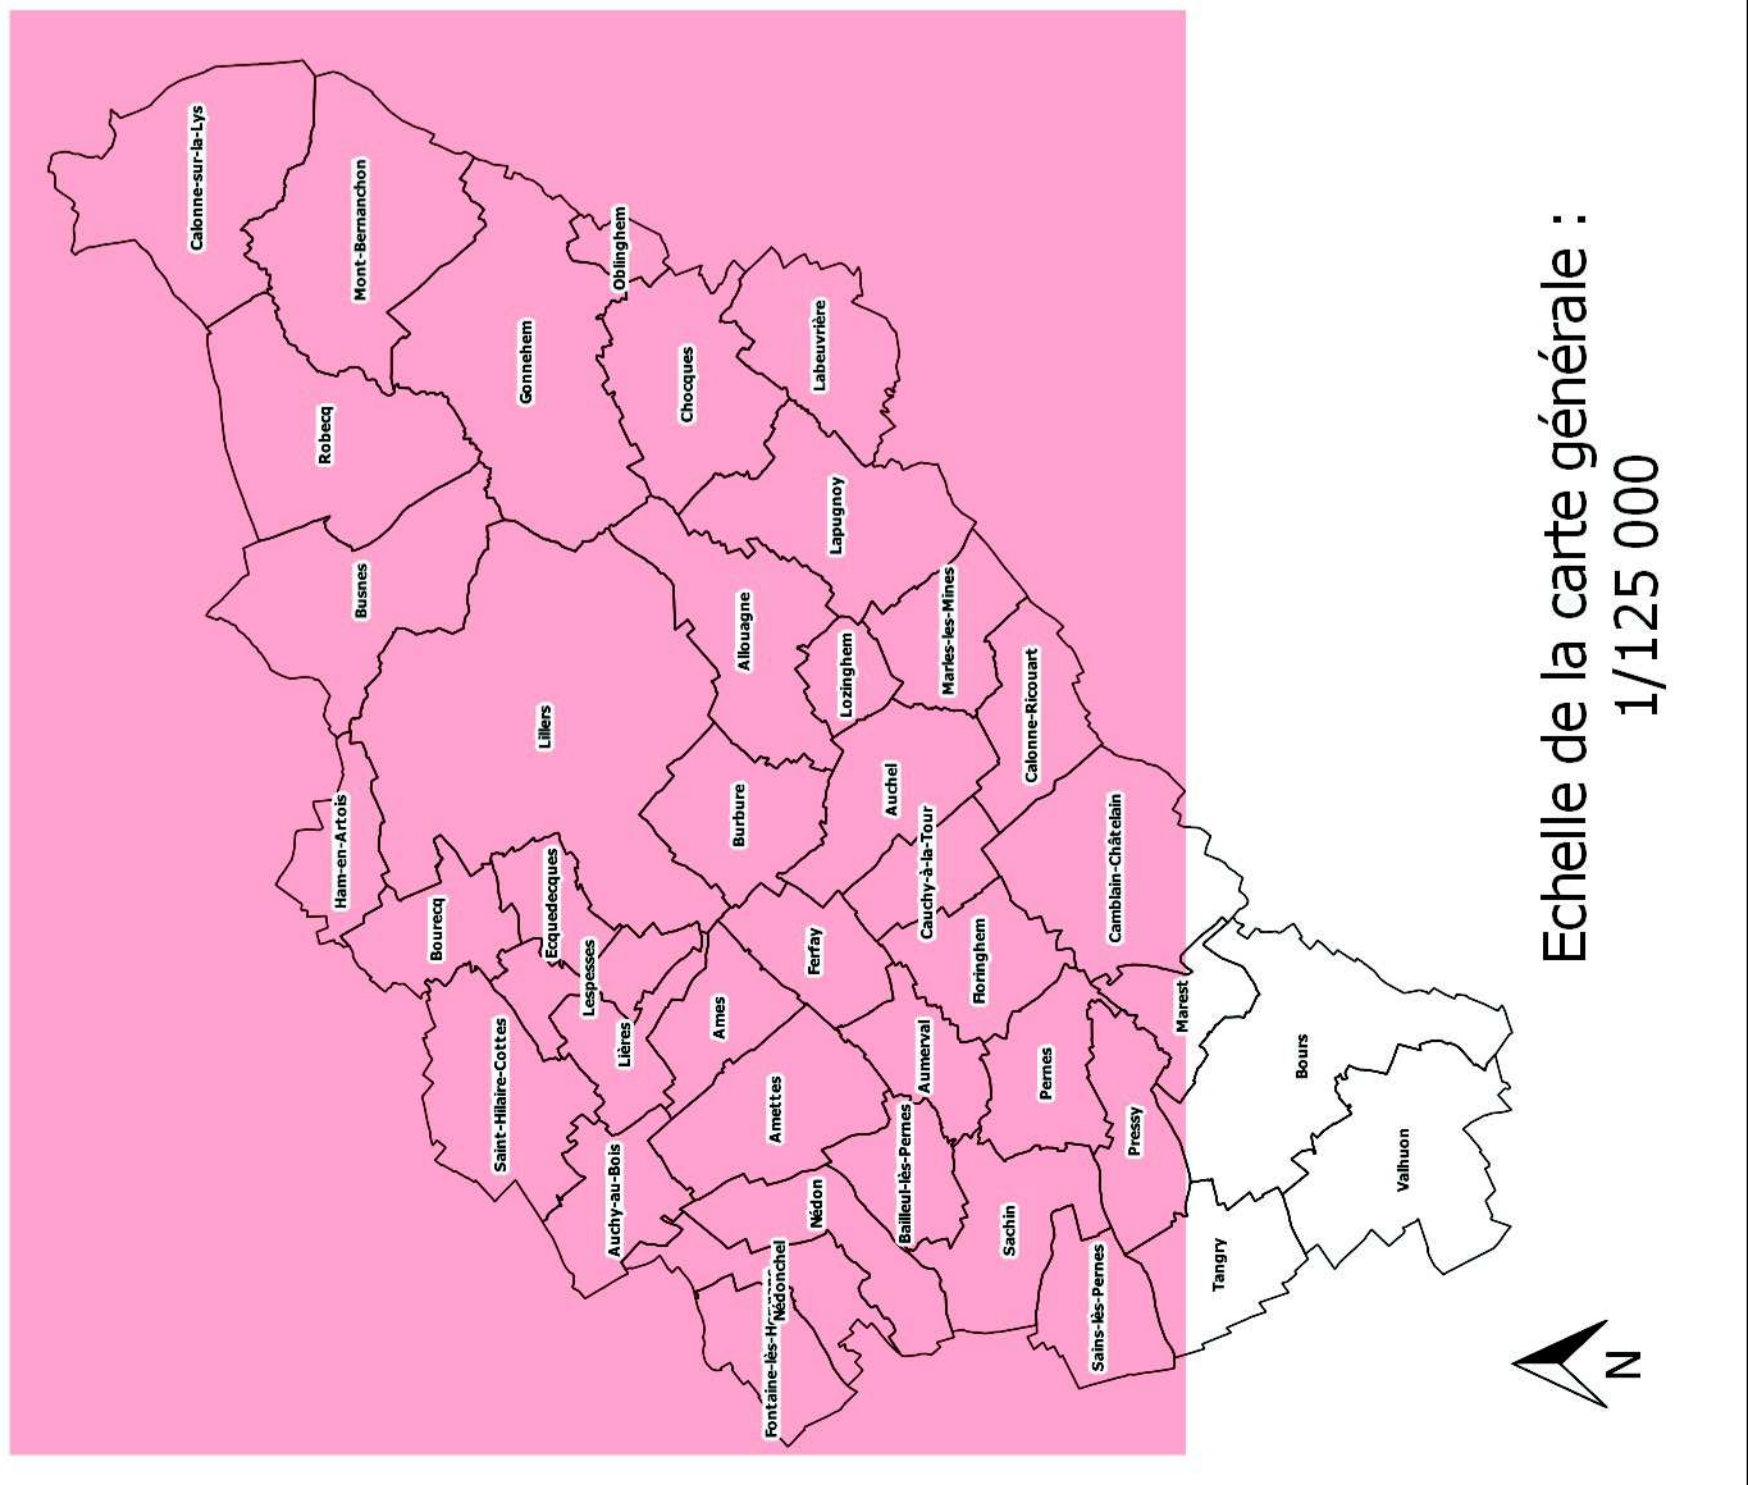 Calonne-sur-la-Lys
Mont-Bernanchon
Robecq
Gonnehem
Oblinghem
Chocques
Labeuvrière
Busnes
Lapugnoy
Lillers
Allouagne
Lozinghem
Marles-les-Mines
Calonne-Ricouart
Ham-en-Artois
Burbure
Auchel
Cauchy-à-la-Tour
Camblain-Châtelain
Bourecq
Ecquedecques
Lespesses
Lières
Ferfay
Floringhem
Marest
Saint-Hilaire-Cottes
Ames
Amettes
Aumerval
Pernes
Pressy
Bours
Valhuon
Auchy-au-Bois
Nédon
Bailleul-lès-Pernes
Sachin
Tangry
Nédonchel
Fontaine-lès-
Sains-lès-Pernes
Echelle de la carte générale :
1/125 000
N